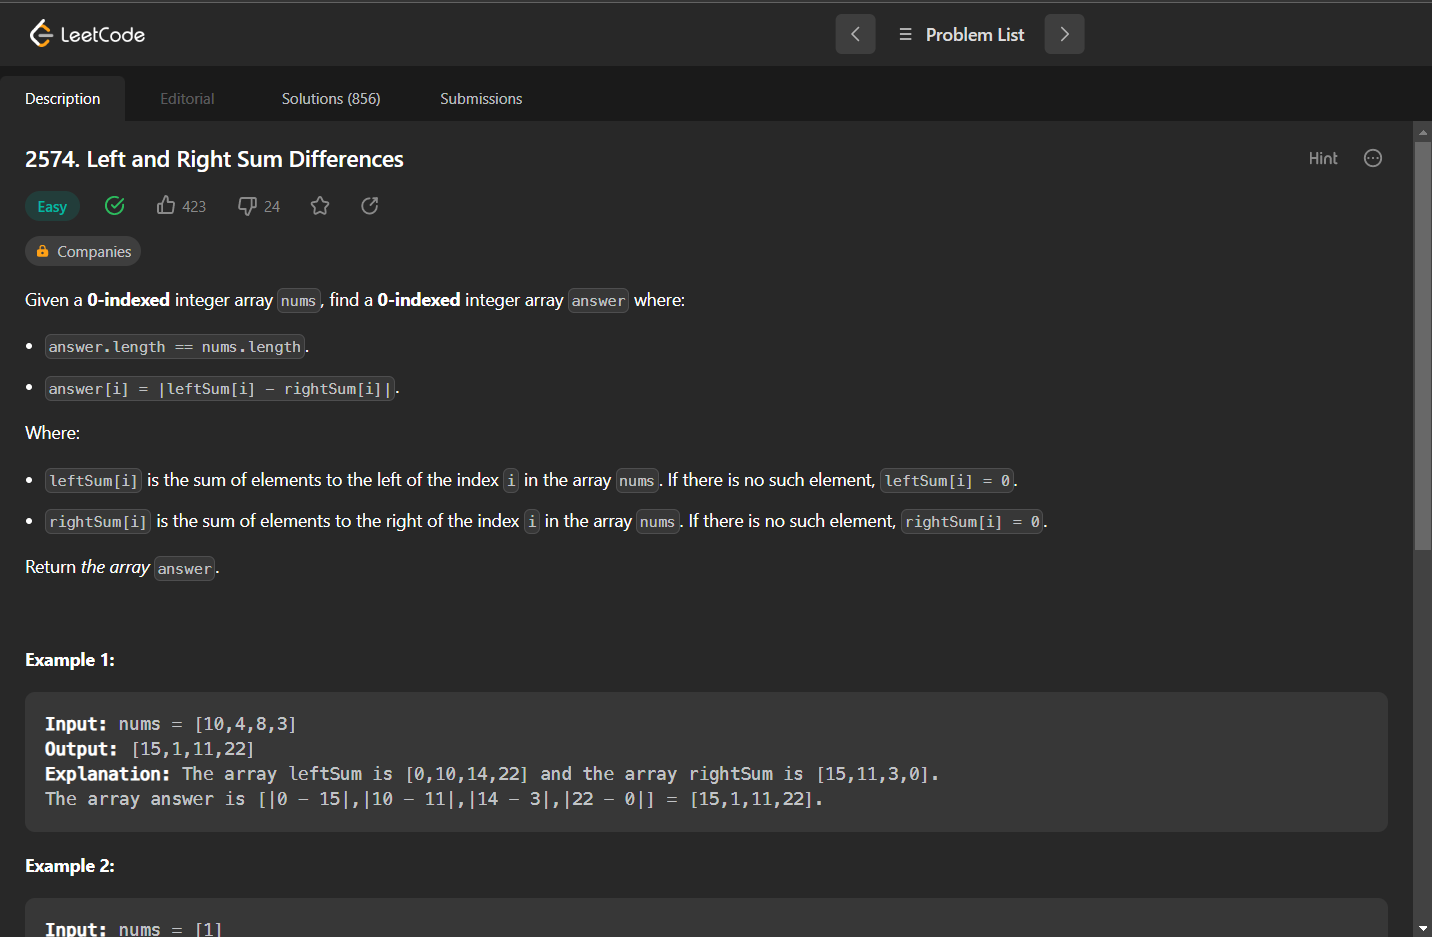 LeetCode
Problem List
Description Editorial Solutions (856) Submissions
2574. Left and Right Sum Differences
Hint
Easy 423 24
Companies
Given a 0-indexed integer array nums, find a 0-indexed integer array answer where:
• answer.length == nums.length.
• answer[i] = |leftSum[i] - rightSum[i]|.
Where:
• leftSum[i] is the sum of elements to the left of the index i in the array nums. If there is no such element, leftSum[i] = 0.
• rightSum[i] is the sum of elements to the right of the index i in the array nums. If there is no such element, rightSum[i] = 0.
Return the array answer.
Example 1:
Input: nums = [10,4,8,3]
Output: [15,1,11,22]
Explanation: The array leftSum is [0,10,14,22] and the array rightSum is [15,11,3,0].
The array answer is [|0 - 15|,|10 - 11|,|14 - 3|,|22 - 0|] = [15,1,11,22].
Example 2:
Input: nums = [1]